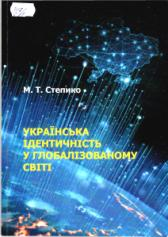 М. Т. Степико
УКРАЇНСЬКА
ІДЕНТИЧНІСТЬ
У ГЛОБАЛІЗОВАНОМУ
СВІТІ